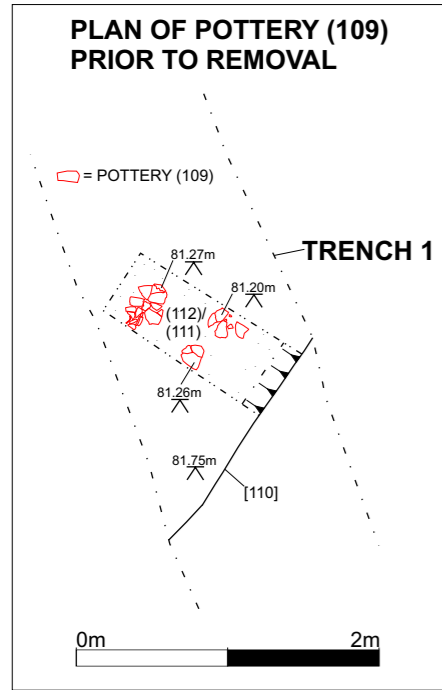 PLAN OF POTTERY (109)
PRIOR TO REMOVAL
= POTTERY (109)
TRENCH 1
81.27m
81.20m
(112)/
(111)
81.26m
81.75m
[110]
0m
2m